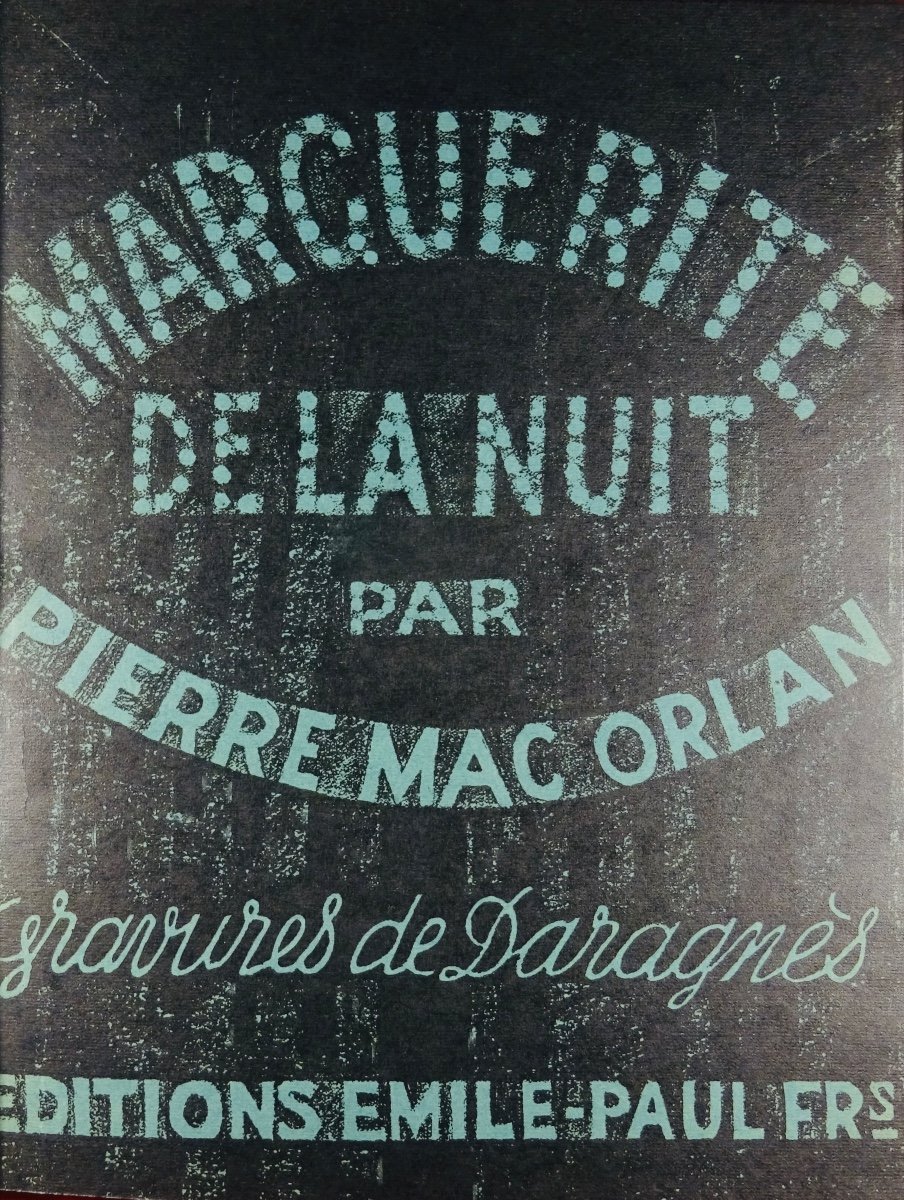 MARGUERITE
DE LA NUIT
PAR
PIERRE MAC ORLAN
gravures de Daragnès
EDITIONS EMILE-PAUL FRS